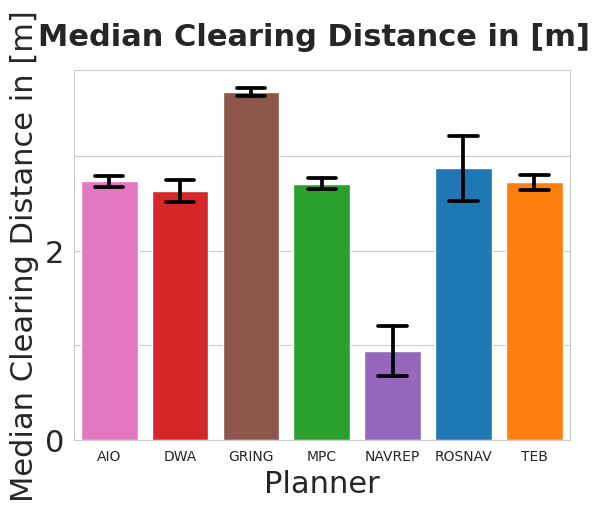 Median Clearing Distance in [m]
Median Clearing Distance in [m]
2
0
AIO DWA GRING MPC NAVREP ROSNAV TEB
Planner